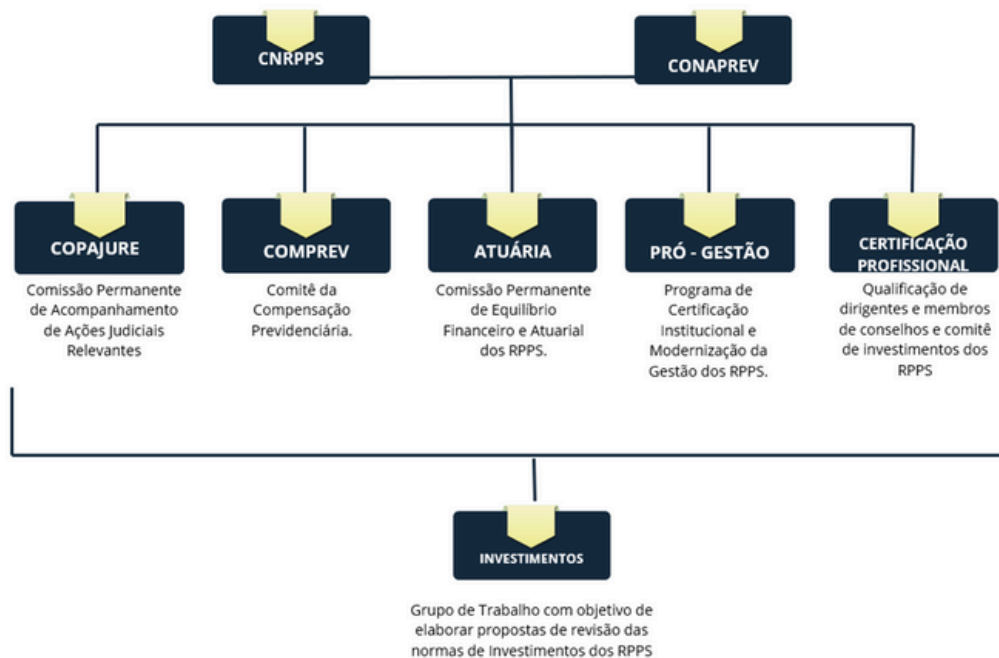 CNRPPS
CONAPREV
COPAJURE
Comissão Permanente
de Acompanhamento
de Ações Judiciais
Relevantes
COMPREV
Comitê da
Compensação
Previdenciária.
ATUÁRIA
Comissão Permanente
de Equilíbrio
Financeiro e Atuarial
dos RPPS.
PRÓ - GESTÃO
Programa de
Certificação
Institucional e
Modernização da
Gestão dos RPPS.
CERTIFICAÇÃO
PROFISSIONAL
Qualificação de
dirigentes e membros
de conselhos e comitê
de investimentos dos
RPPS
INVESTIMENTOS
Grupo de Trabalho com objetivo de
elaborar propostas de revisão das
normas de Investimentos dos RPPS